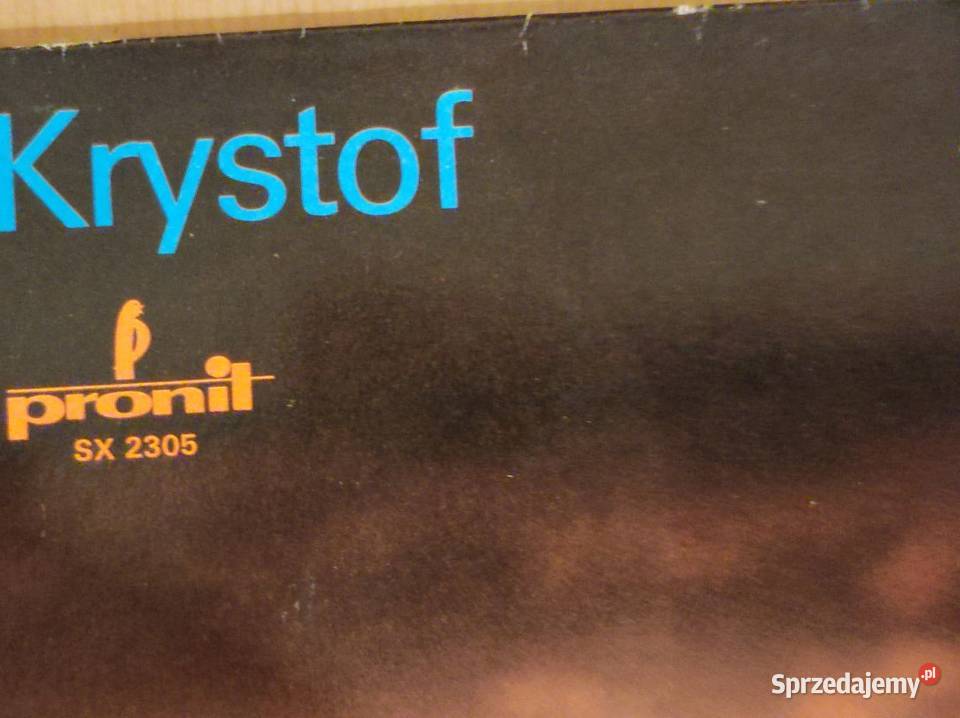 Krystof
pronit
SX 2305
Sprzedajemy.pl